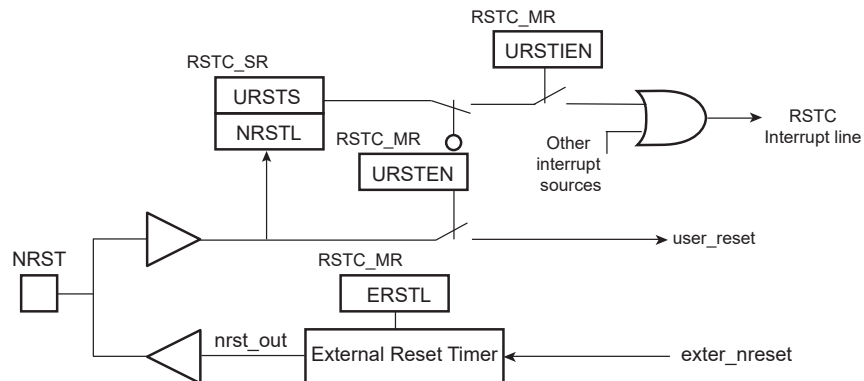 RSTC_MR
URSTIEN
RSTC_SR
URSTS
NRSTL
RSTC_MR
URSTEN
Other
interrupt
sources
RSTC
Interrupt line
user_reset
NRST
RSTC_MR
ERSTL
nrst_out
External Reset Timer
exter_nreset